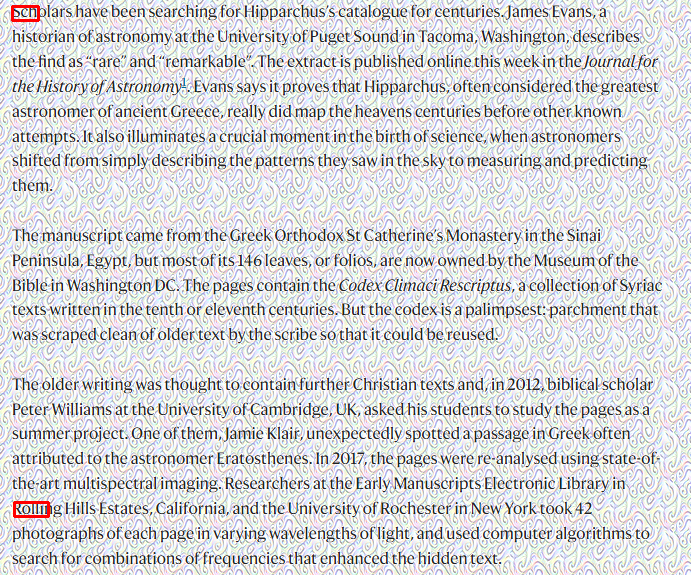 Scholars have been searching for Hipparchus's catalogue for centuries. James Evans, a
historian of astronomy at the University of Puget Sound in Tacoma, Washington, describes
the find as “rare” and “remarkable”. The extract is published online this week in the Journal for
the History of Astronomy1. Evans says it proves that Hipparchus, often considered the greatest
astronomer of ancient Greece, really did map the heavens centuries before other known
attempts. It also illuminates a crucial moment in the birth of science, when astronomers
shifted from simply describing the patterns they saw in the sky to measuring and predicting
them.
The manuscript came from the Greek Orthodox St Catherine's Monastery in the Sinai
Peninsula, Egypt, but most of its 146 leaves, or folios, are now owned by the Museum of the
Bible in Washington DC. The pages contain the Codex Climaci Rescriptus, a collection of Syriac
texts written in the tenth or eleventh centuries. But the codex is a palimpsest: parchment that
was scraped clean of older text by the scribe so that it could be reused.
The older writing was thought to contain further Christian texts and, in 2012, biblical scholar
Peter Williams at the University of Cambridge, UK, asked his students to study the pages as a
summer project. One of them, Jamie Klair, unexpectedly spotted a passage in Greek often
attributed to the astronomer Eratosthenes. In 2017, the pages were re-analysed using state-of-
the-art multispectral imaging. Researchers at the Early Manuscripts Electronic Library in
Rolling Hills Estates, California, and the University of Rochester in New York took 42
photographs of each page in varying wavelengths of light, and used computer algorithms to
search for combinations of frequencies that enhanced the hidden text.